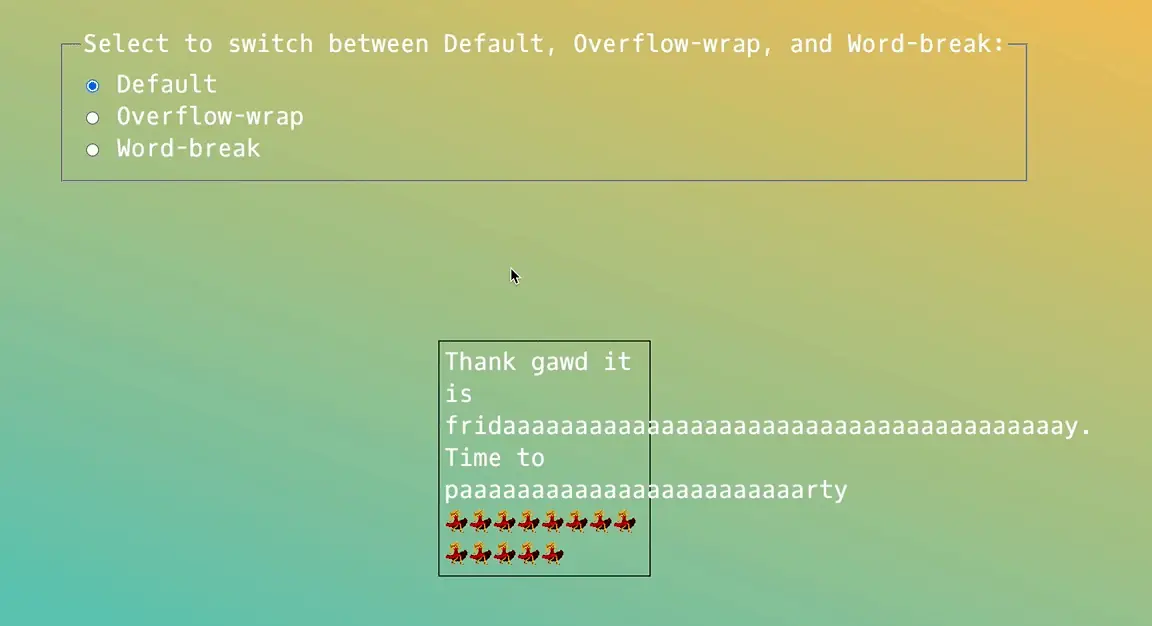 Select to switch between Default, Overflow-wrap, and Word-break:
Default
Overflow-wrap
Word-break
Thank gawd it
is
fridaaaaaaaaaaaaaaaaaaaaaaaaaaaaaaaaaaaaaaay.
Time to
paaaaaaaaaaaaaaaaaaaaaaaarty
💃💃💃💃💃💃💃💃
💃💃💃💃💃